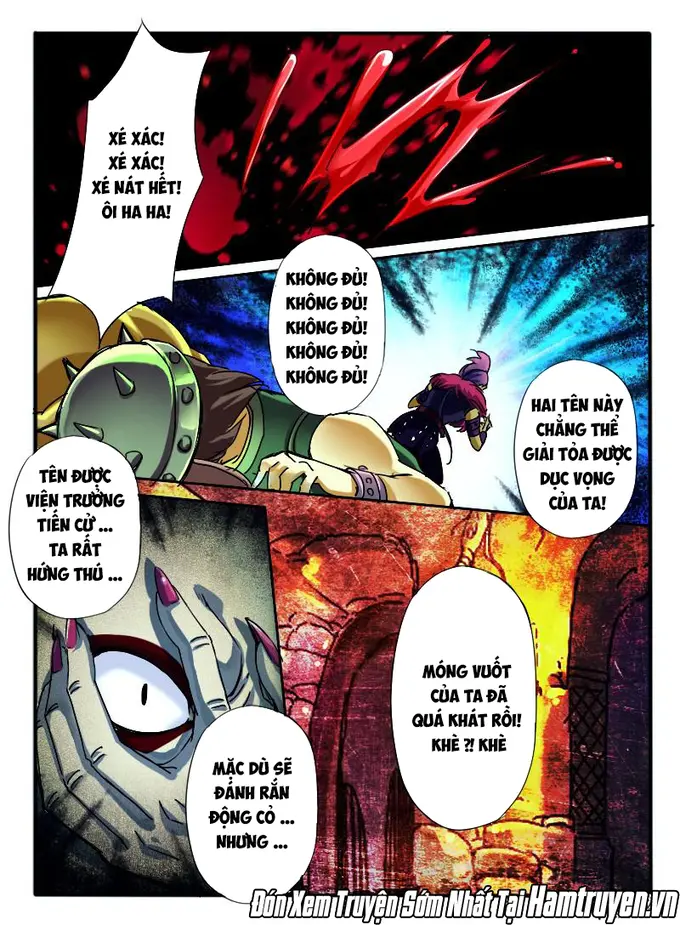 XÉ XÁC!
XÉ XÁC!
XÉ NÁT HẾT!
ÔI HA HA!
KHÔNG ĐỦ!
KHÔNG ĐỦ!
KHÔNG ĐỦ!
KHÔNG ĐỦ!
KHÔNG ĐỦ!
HAI TÊN NÀY
CHẲNG THỂ
GIẢI TỎA ĐƯỢC
DỤC VỌNG
CỦA TA!
TÊN ĐƯỢC
VIỆN TRƯỞNG
TIẾN CỬ ...
TA RẤT
HỨNG THÚ ...
MÓNG VUỐT
CỦA TA ĐÃ
QUÁ KHÁT RỒI!
KHÈ ?! KHÈ
MẶC DÙ SẼ
ĐÁNH RẮN
ĐỘNG CỎ ...
NHƯNG ...
Đón Xem Truyện Sớm Nhất Tại Hamtruyen.vn